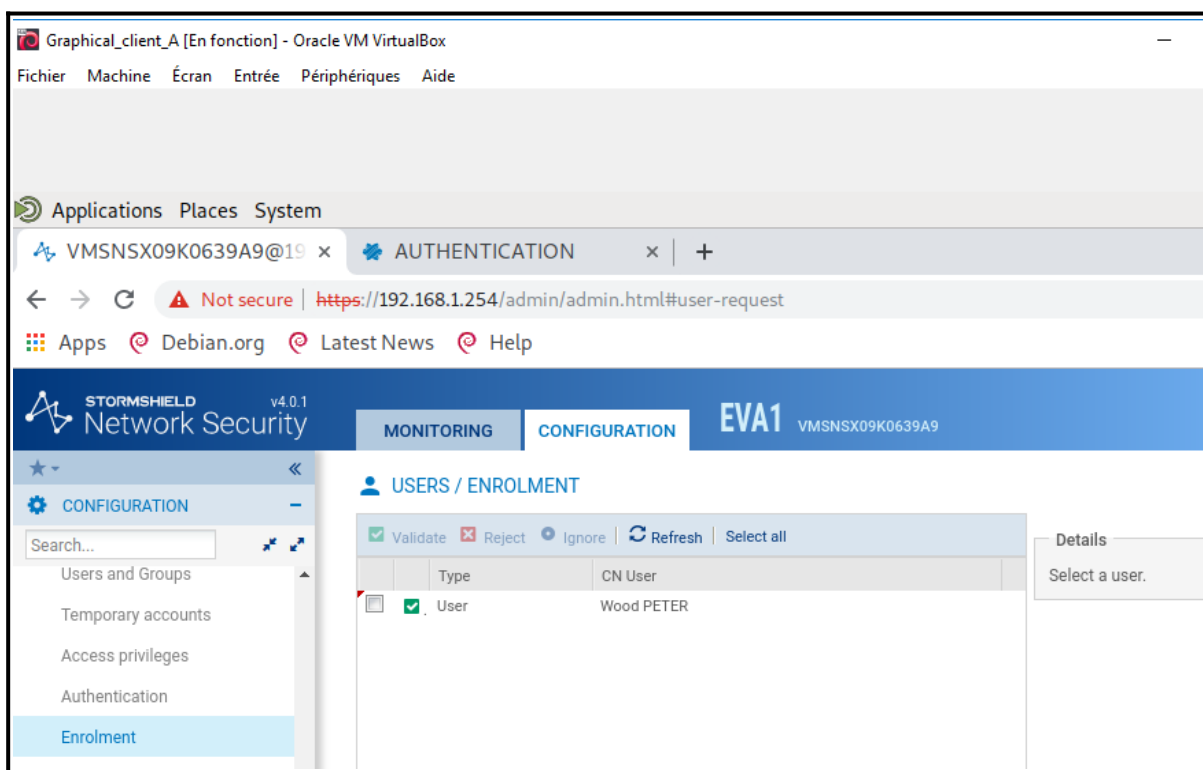 Graphical_client_A [En fonction] - Oracle VM VirtualBox
Fichier Machine Écran Entrée Périphériques Aide
Applications Places System
VMSNSX09K0639A9@19 × AUTHENTICATION × +
Not secure https://192.168.1.254/admin/admin.html#user-request
Apps Debian.org Latest News Help
STORMSHIELD v4.0.1
Network Security
MONITORING CONFIGURATION EVA1 VMSNSX09K0639A9
CONFIGURATION
Search...
Users and Groups
Temporary accounts
Access privileges
Authentication
Enrolment
USERS / ENROLMENT
Validate Reject Ignore Refresh Select all
Type CN User
User Wood PETER
Details
Select a user.